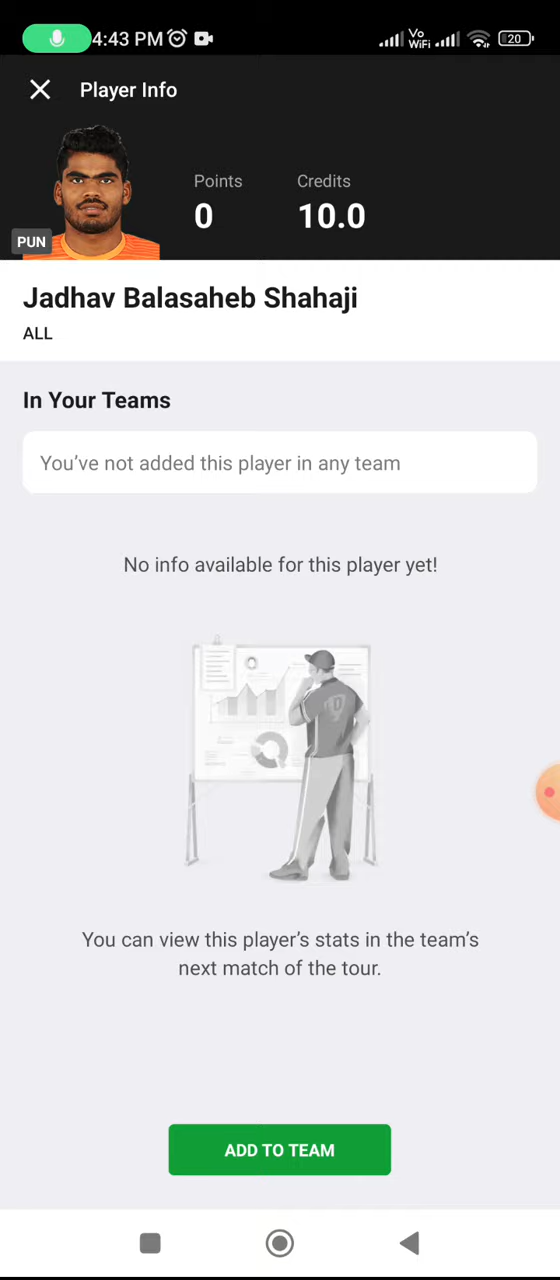 4:43 PM
Vo
WiFi
20
Player Info
Points
Credits
0
10.0
PUN
Jadhav Balasaheb Shahaji
ALL
In Your Teams
You've not added this player in any team
No info available for this player yet!
D
You can view this player's stats in the team's
next match of the tour.
ADD TO TEAM